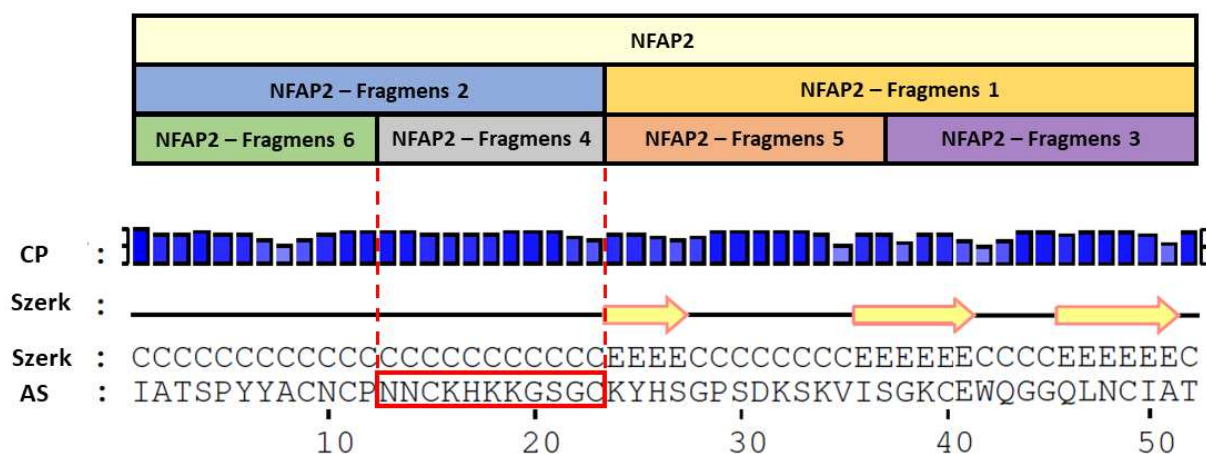 NFAP2
NFAP2 – Fragmens 2 NFAP2 – Fragmens 1
NFAP2 – Fragmens 6 NFAP2 – Fragmens 4 NFAP2 – Fragmens 5 NFAP2 – Fragmens 3
CP :
Szerk :
Szerk : CCCCCCCCCCCCCCCCCCCCCCCEEEECCCCCCCCEEEEEECCCCEEEEEEC
AS : IATSPYYACNCPNNCKHKKGSGCKYHSGPSDKSKVISGKCEWQGGQLNCIAT
10 20 30 40 50